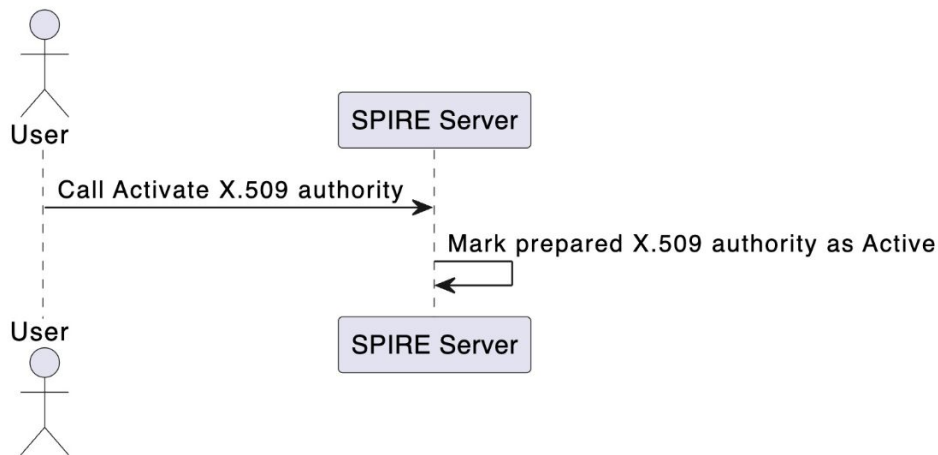 User
SPIRE Server
Call Activate X.509 authority
Mark prepared X.509 authority as Active
User
SPIRE Server